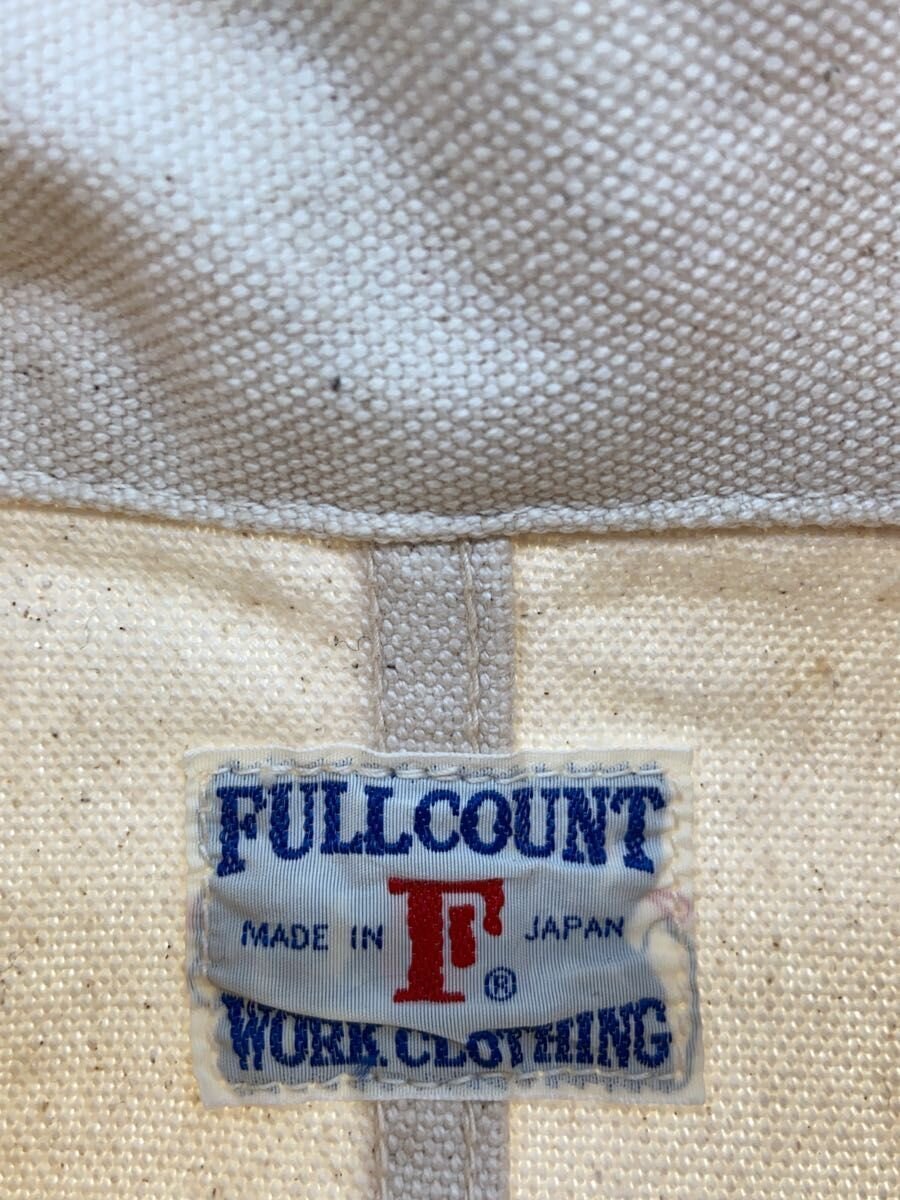 FULLCOUNT
MADE IN F JAPAN
®
WORK CLOTHING